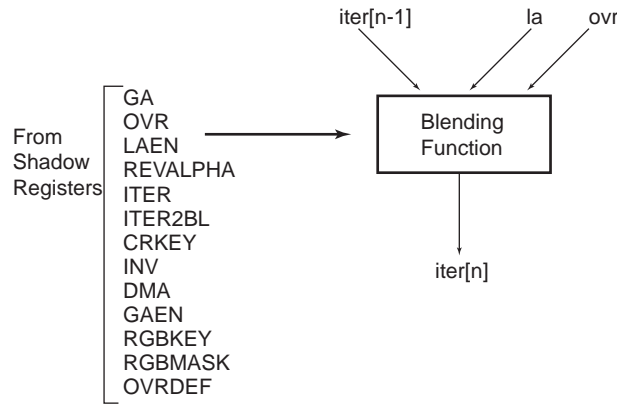 iter[n-1] la ovr
GA
OVR
LAEN
REVALPHA
ITER
ITER2BL
CRKEY
INV
DMA
GAEN
RGBKEY
RGBMASK
OVRDEF
From
Shadow
Registers
Blending
Function
iter[n]